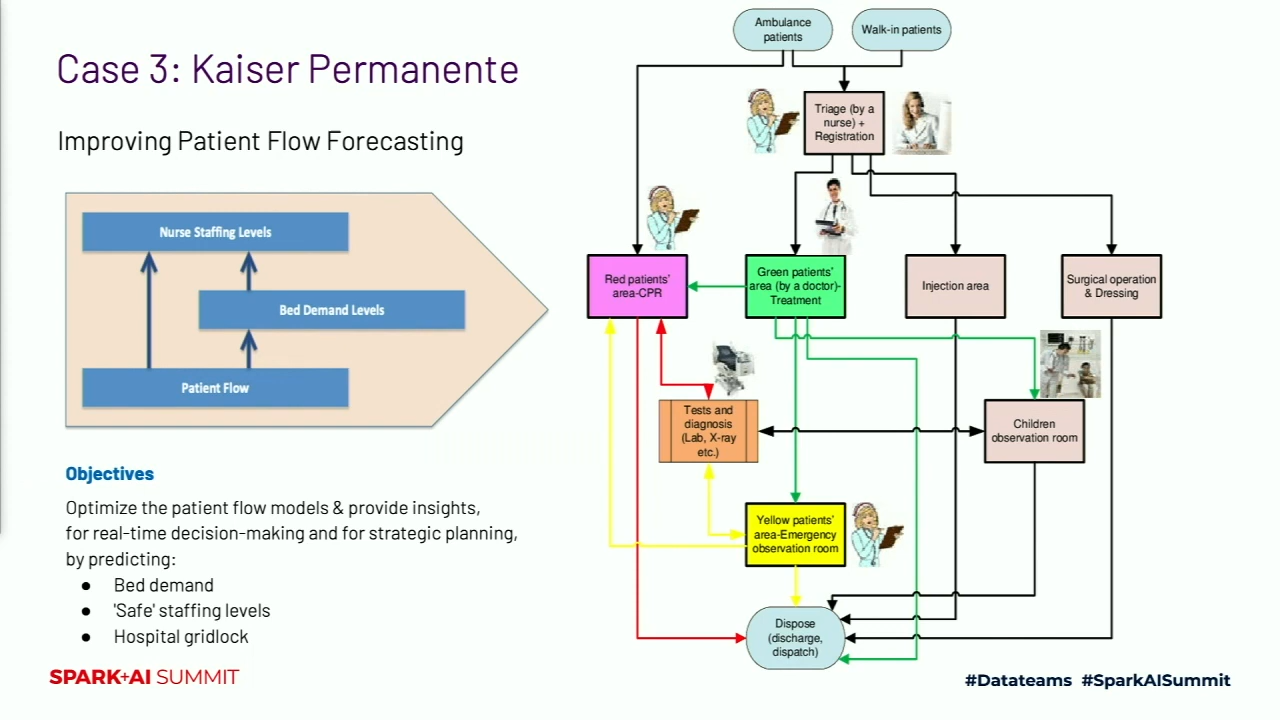 Case 3: Kaiser Permanente
Improving Patient Flow Forecasting
Nurse Staffing Levels
Bed Demand Levels
Patient Flow
Objectives
Optimize the patient flow models & provide insights,
for real-time decision-making and for strategic planning,
by predicting:
● Bed demand
● 'Safe' staffing levels
● Hospital gridlock
Ambulance
patients
Walk-in patients
Triage (by a
nurse) +
Registration
Red patients'
area-CPR
Green patients'
area (by a doctor)-
Treatment
Injection area
Surgical operation
& Dressing
Tests and
diagnosis
(Lab, X-ray
etc.)
Children
observation room
Yellow patients'
area-Emergency
observation room
Dispose
(discharge,
dispatch)
SPARK+AI SUMMIT
#Datateams #SparkAISummit